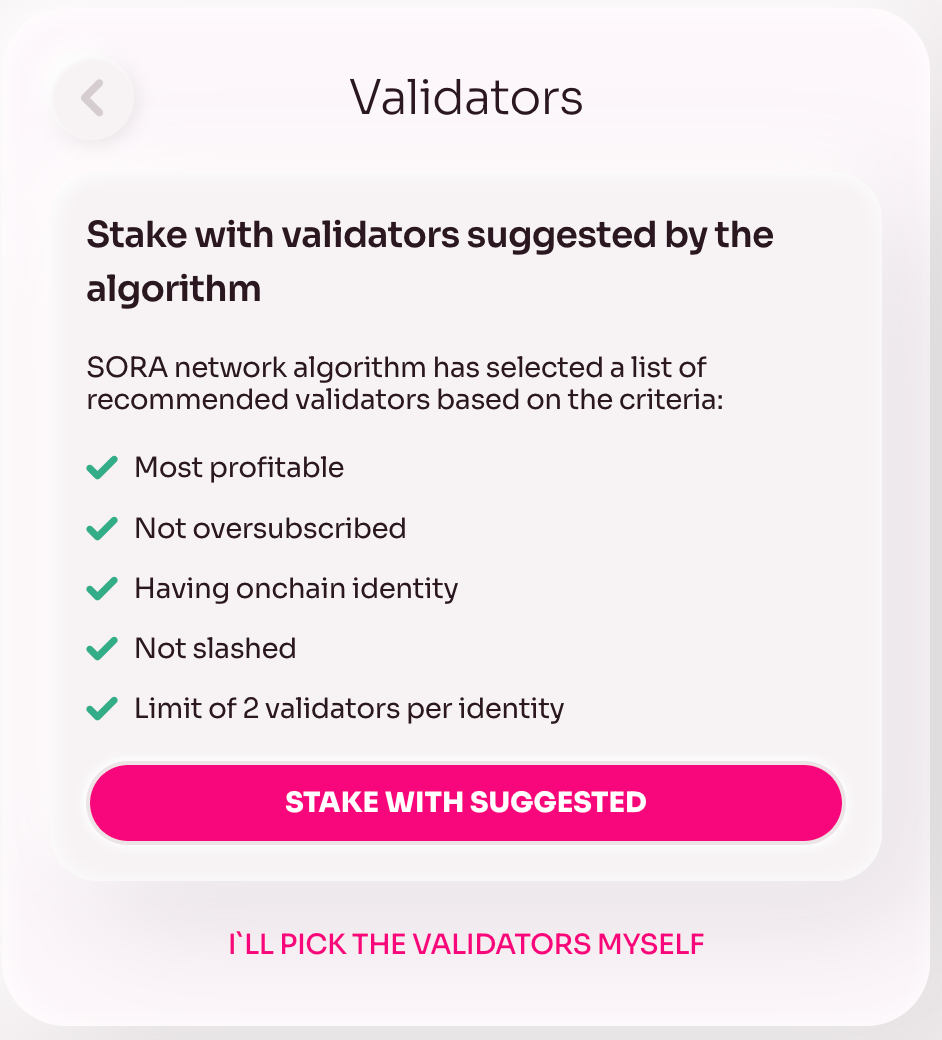 Validators
Stake with validators suggested by the
algorithm
SORA network algorithm has selected a list of
recommended validators based on the criteria:
Most profitable
Not oversubscribed
Having onchain identity
Not slashed
Limit of 2 validators per identity
STAKE WITH SUGGESTED
I`LL PICK THE VALIDATORS MYSELF